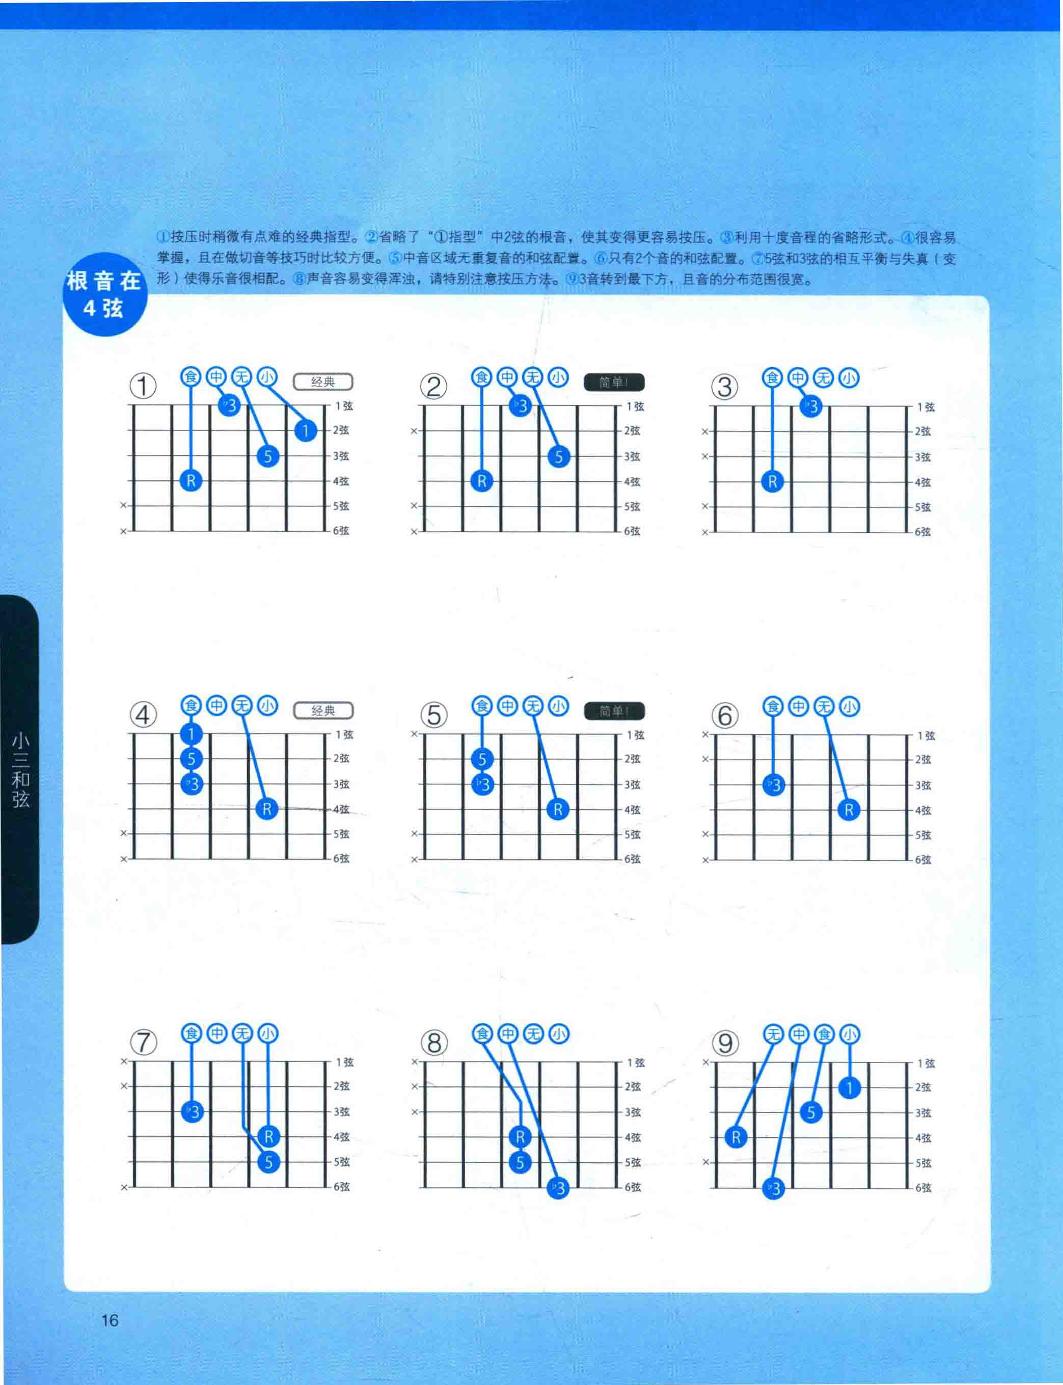 ①按压时稍微有点难的经典指型。②省略了“①指型”中2弦的根音，使其变得更容易按压。③利用十度音程的省略形式。④很容易
掌握，且在做切音等技巧时比较方便。⑤中音区域无重复音的和弦配置。⑥只有2个音的和弦配置。⑦5弦和3弦的相互平衡与失真（变
形）使得乐音很相配。⑧声音容易变得浑浊，请特别注意按压方法。⑨3音转到最下方，且音的分布范围很宽。
根音在
4弦
① 食 中 无 小 经典
♭3 1弦
1 2弦
5 3弦
R 4弦
× 5弦
× 6弦
② 食 中 无 小 简单!
♭3 1弦
× 2弦
5 3弦
R 4弦
× 5弦
× 6弦
③ 食 中 无 小
♭3 1弦
× 2弦
× 3弦
R 4弦
× 5弦
× 6弦
④ 食 中 无 小 经典
1 1弦
5 2弦
♭3 3弦
R 4弦
× 5弦
× 6弦
⑤ 食 中 无 小 简单!
× 1弦
5 2弦
♭3 3弦
R 4弦
× 5弦
× 6弦
⑥ 食 中 无 小
× 1弦
× 2弦
♭3 3弦
R 4弦
× 5弦
× 6弦
小三和弦
⑦ 食 中 无 小
× 1弦
× 2弦
♭3 3弦
R 4弦
5 5弦
× 6弦
⑧ 食 中 无 小
× 1弦
× 2弦
× 3弦
R 4弦
5 5弦
♭3 6弦
⑨ 无 中 食 小
× 1弦
1 2弦
5 3弦
R 4弦
× 5弦
♭3 6弦
16